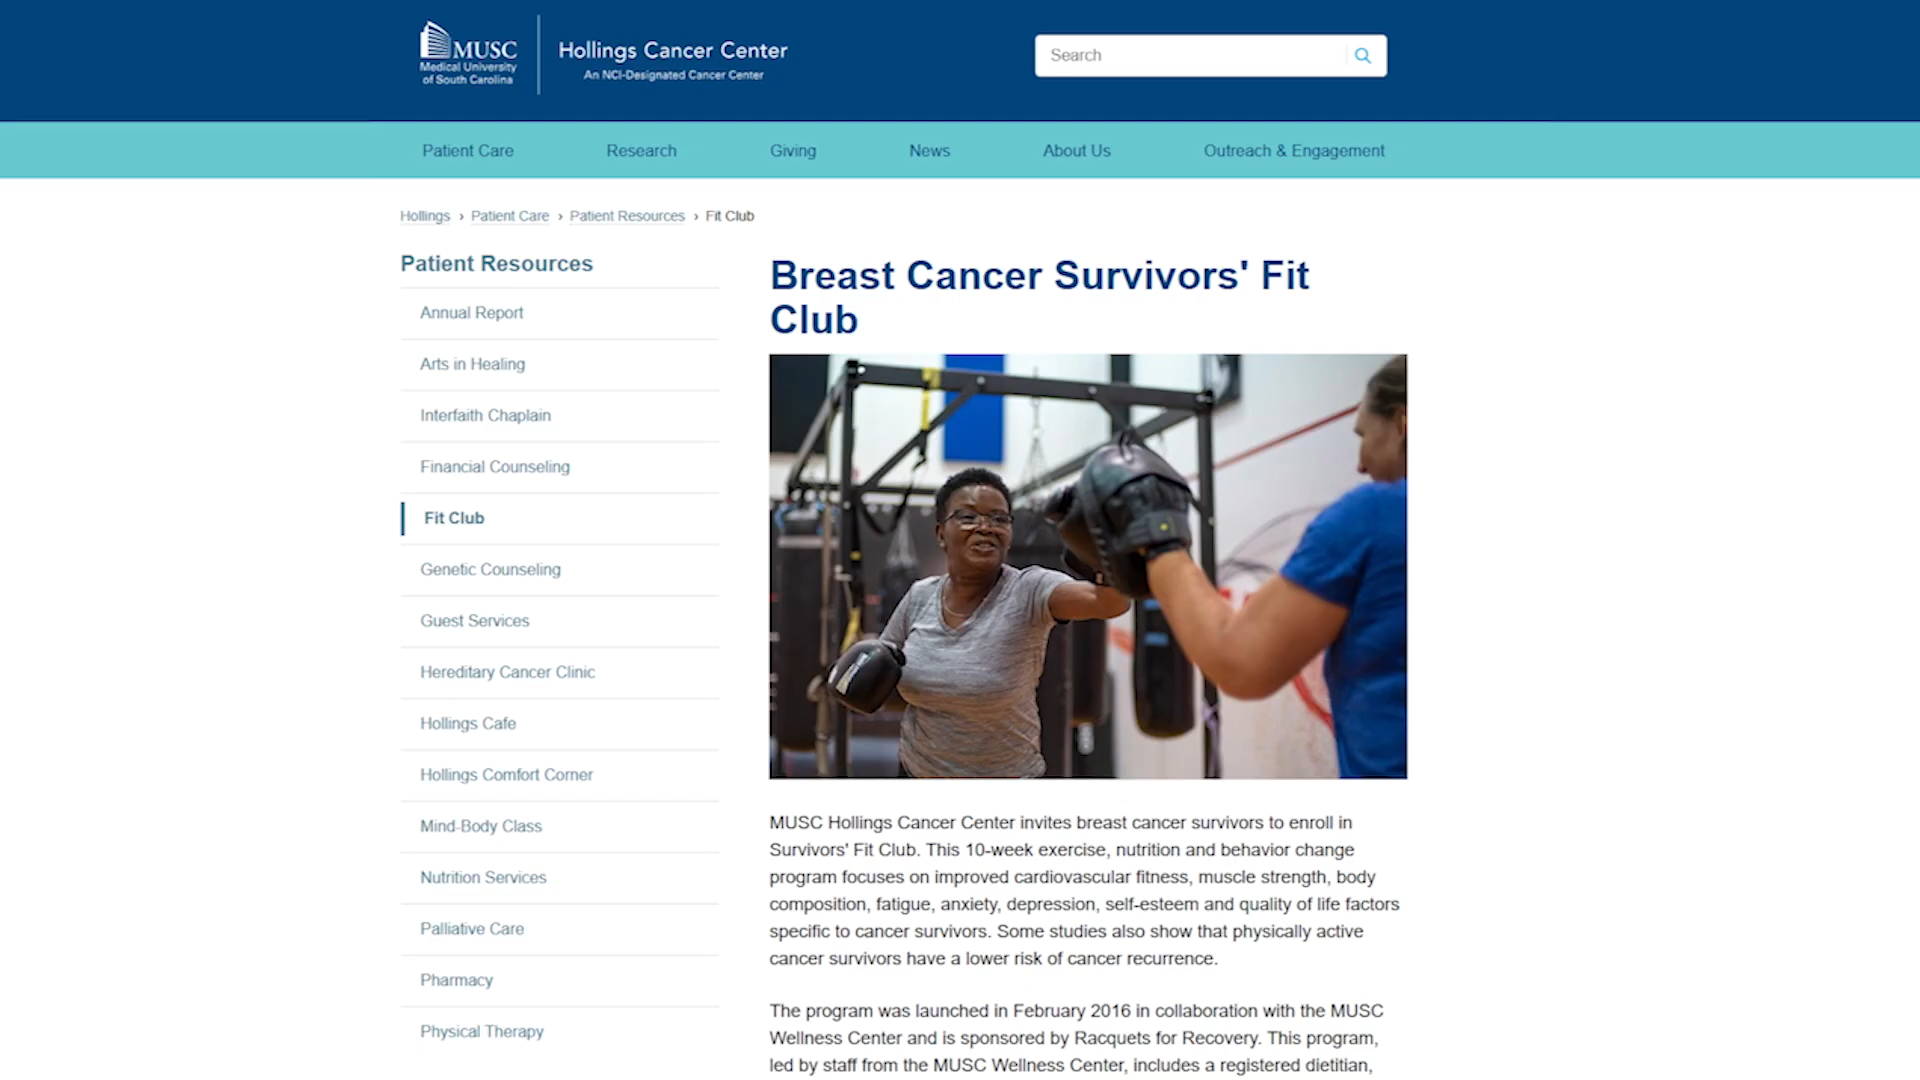 MUSC
Medical University
of South Carolina
Hollings Cancer Center
An NCI-Designated Cancer Center
Search
Patient Care
Research
Giving
News
About Us
Outreach & Engagement
Hollings › Patient Care › Patient Resources › Fit Club
Patient Resources
Annual Report
Arts in Healing
Interfaith Chaplain
Financial Counseling
Fit Club
Genetic Counseling
Guest Services
Hereditary Cancer Clinic
Hollings Cafe
Hollings Comfort Corner
Mind-Body Class
Nutrition Services
Palliative Care
Pharmacy
Physical Therapy
Breast Cancer Survivors' Fit
Club
MUSC Hollings Cancer Center invites breast cancer survivors to enroll in
Survivors' Fit Club. This 10-week exercise, nutrition and behavior change
program focuses on improved cardiovascular fitness, muscle strength, body
composition, fatigue, anxiety, depression, self-esteem and quality of life factors
specific to cancer survivors. Some studies also show that physically active
cancer survivors have a lower risk of cancer recurrence.
The program was launched in February 2016 in collaboration with the MUSC
Wellness Center and is sponsored by Racquets for Recovery. This program,
led by staff from the MUSC Wellness Center, includes a registered dietitian,